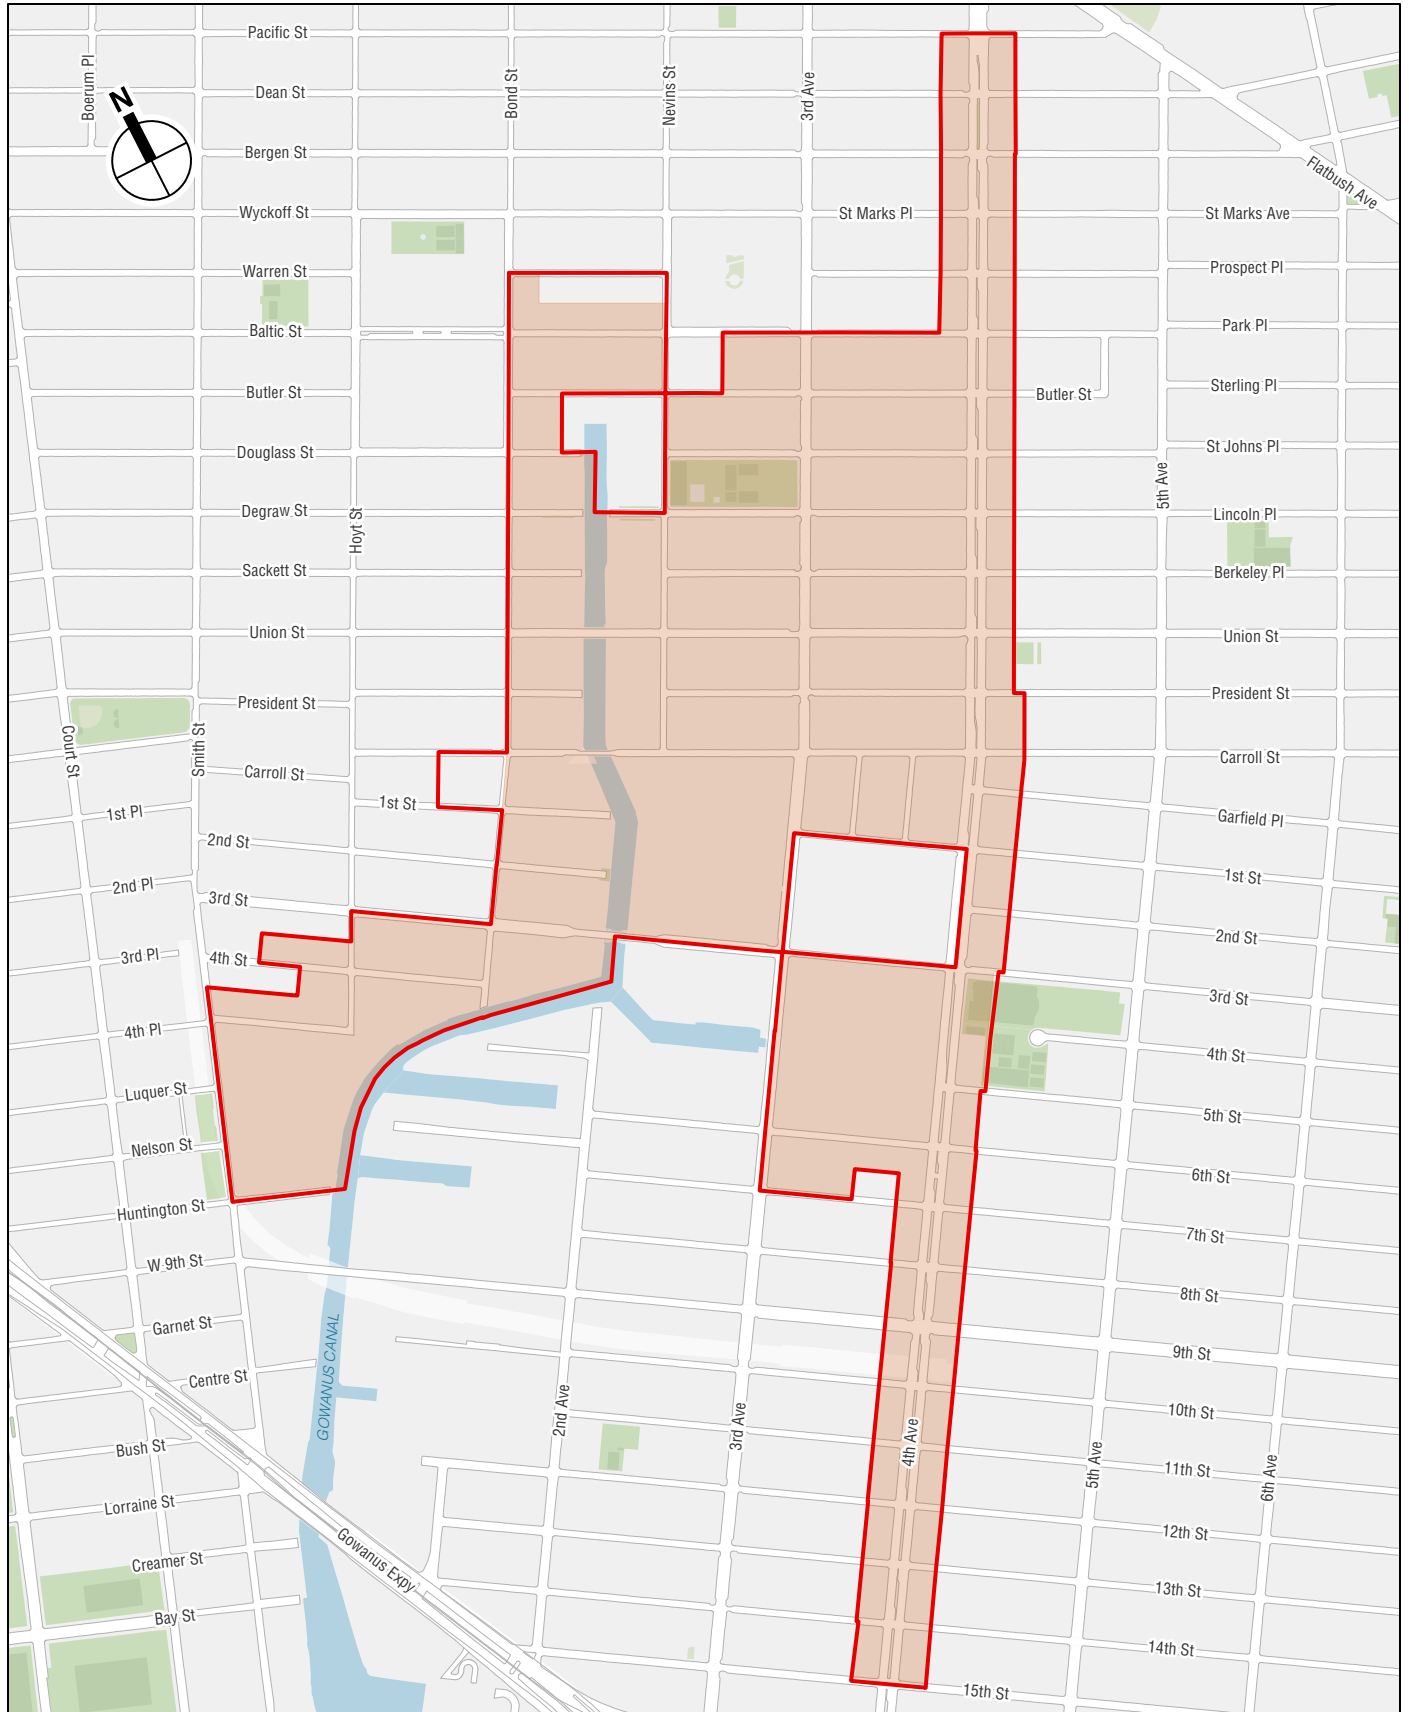 Pacific St
Boerum Pl
Dean St
Bond St
Nevins St
3rd Ave
N
Bergen St
Flatbush Ave
Wyckoff St
St Marks Pl
St Marks Ave
Warren St
Prospect Pl
Baltic St
Park Pl
Butler St
Butler St
Sterling Pl
Douglass St
St Johns Pl
5th Ave
Degraw St
Lincoln Pl
Hoyt St
Sackett St
Berkeley Pl
Union St
Union St
President St
President St
Court St
Smith St
Carroll St
Carroll St
1st St
1st Pl
Garfield Pl
2nd St
1st St
2nd Pl
3rd St
2nd St
3rd Pl
4th St
3rd St
4th Pl
4th St
Luquer St
5th St
Nelson St
6th St
Huntington St
7th St
W 9th St
8th St
Garnet St
9th St
GOWANUS CANAL
Centre St
2nd Ave
3rd Ave
10th St
4th Ave
Bush St
5th Ave
11th St
6th Ave
Lorraine St
12th St
Gowanus Expy
Creamer St
13th St
Bay St
14th St
15th St